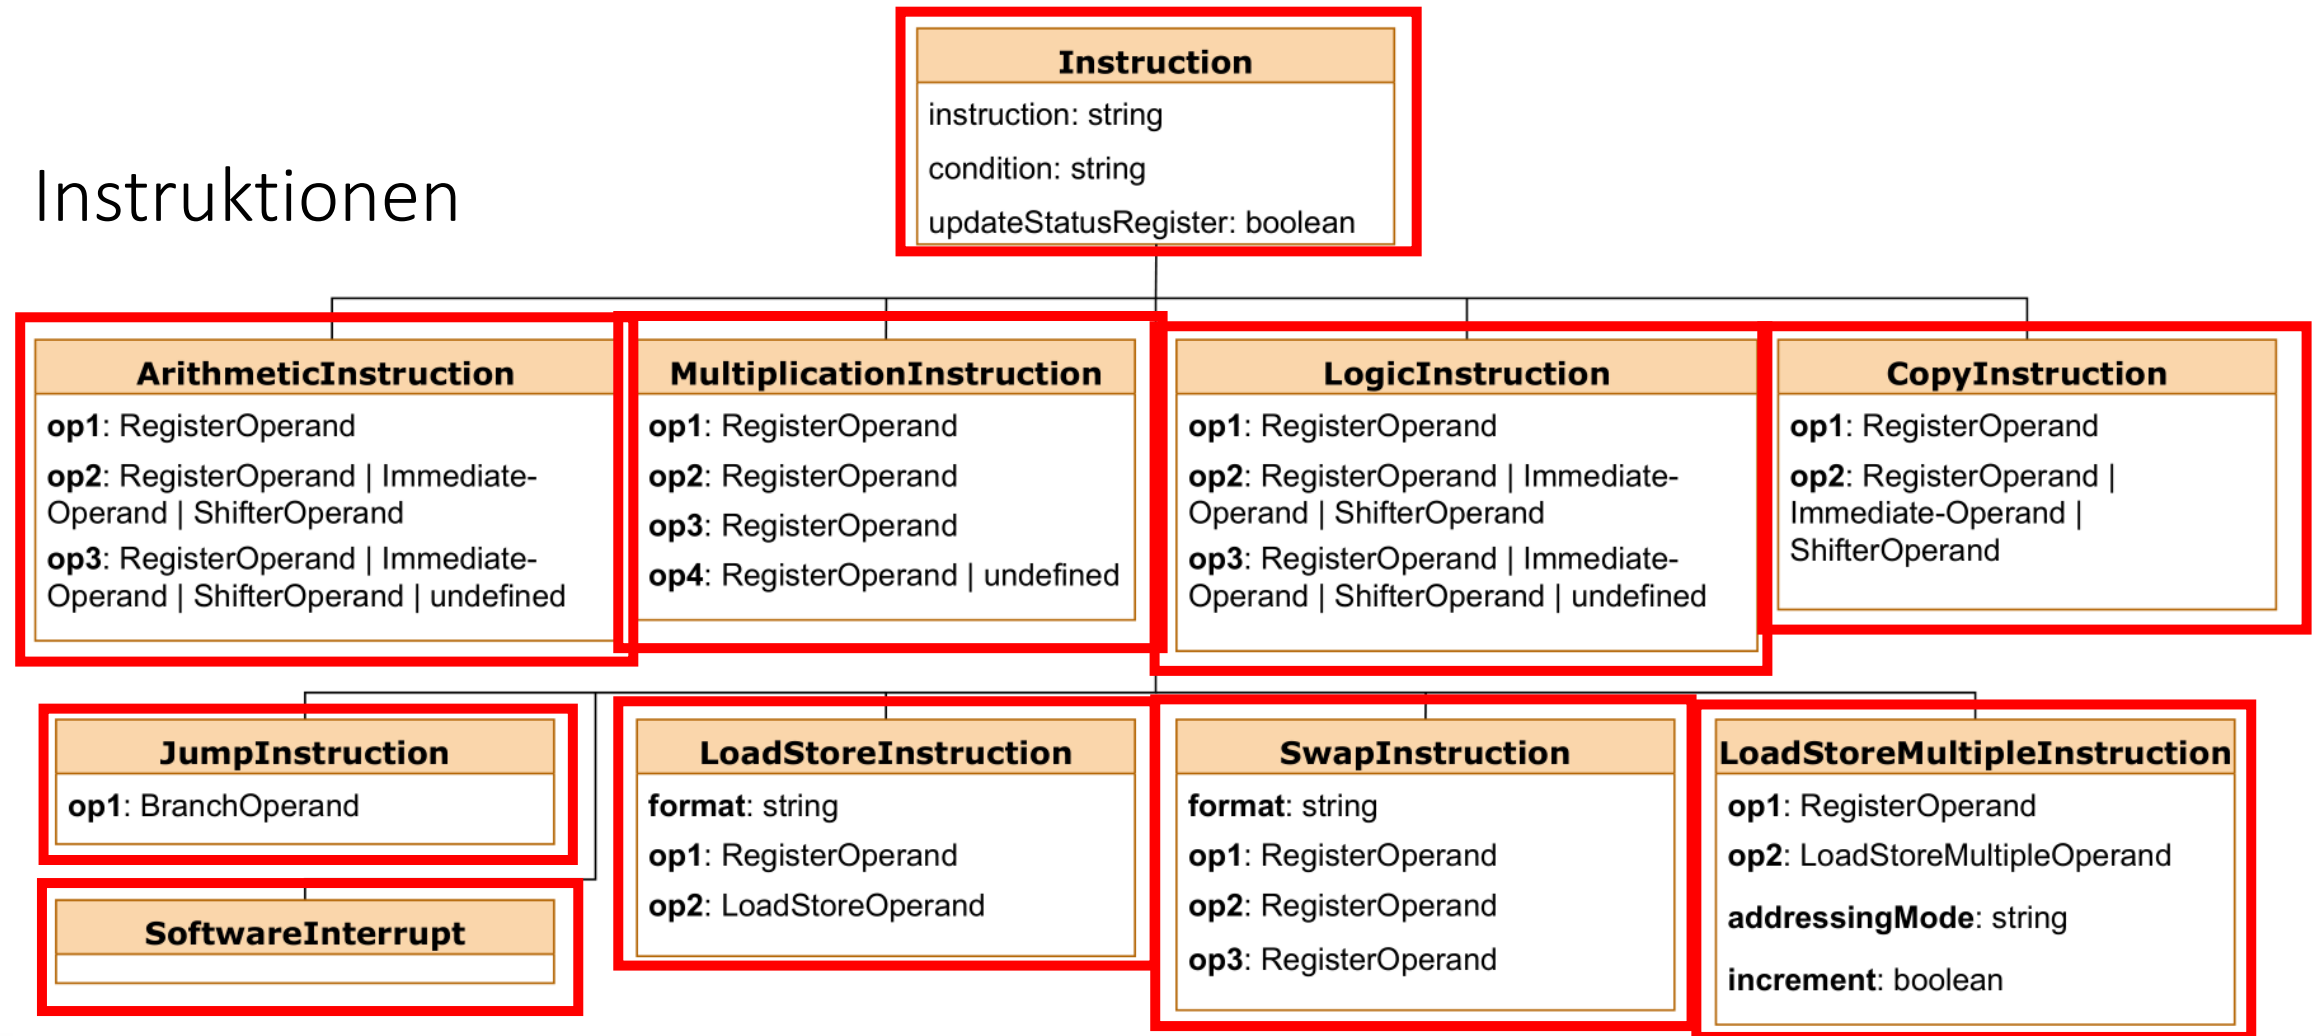 Instruktionen
Instruction
instruction: string
condition: string
updateStatusRegister: boolean
ArithmeticInstruction
op1: RegisterOperand
op2: RegisterOperand | Immediate-
Operand | ShifterOperand
op3: RegisterOperand | Immediate-
Operand | ShifterOperand | undefined
MultiplicationInstruction
op1: RegisterOperand
op2: RegisterOperand
op3: RegisterOperand
op4: RegisterOperand | undefined
LogicInstruction
op1: RegisterOperand
op2: RegisterOperand | Immediate-
Operand | ShifterOperand
op3: RegisterOperand | Immediate-
Operand | ShifterOperand | undefined
CopyInstruction
op1: RegisterOperand
op2: RegisterOperand |
Immediate-Operand |
ShifterOperand
JumpInstruction
op1: BranchOperand
SoftwareInterrupt
LoadStoreInstruction
format: string
op1: RegisterOperand
op2: LoadStoreOperand
SwapInstruction
format: string
op1: RegisterOperand
op2: RegisterOperand
op3: RegisterOperand
LoadStoreMultipleInstruction
op1: RegisterOperand
op2: LoadStoreMultipleOperand
addressingMode: string
increment: boolean